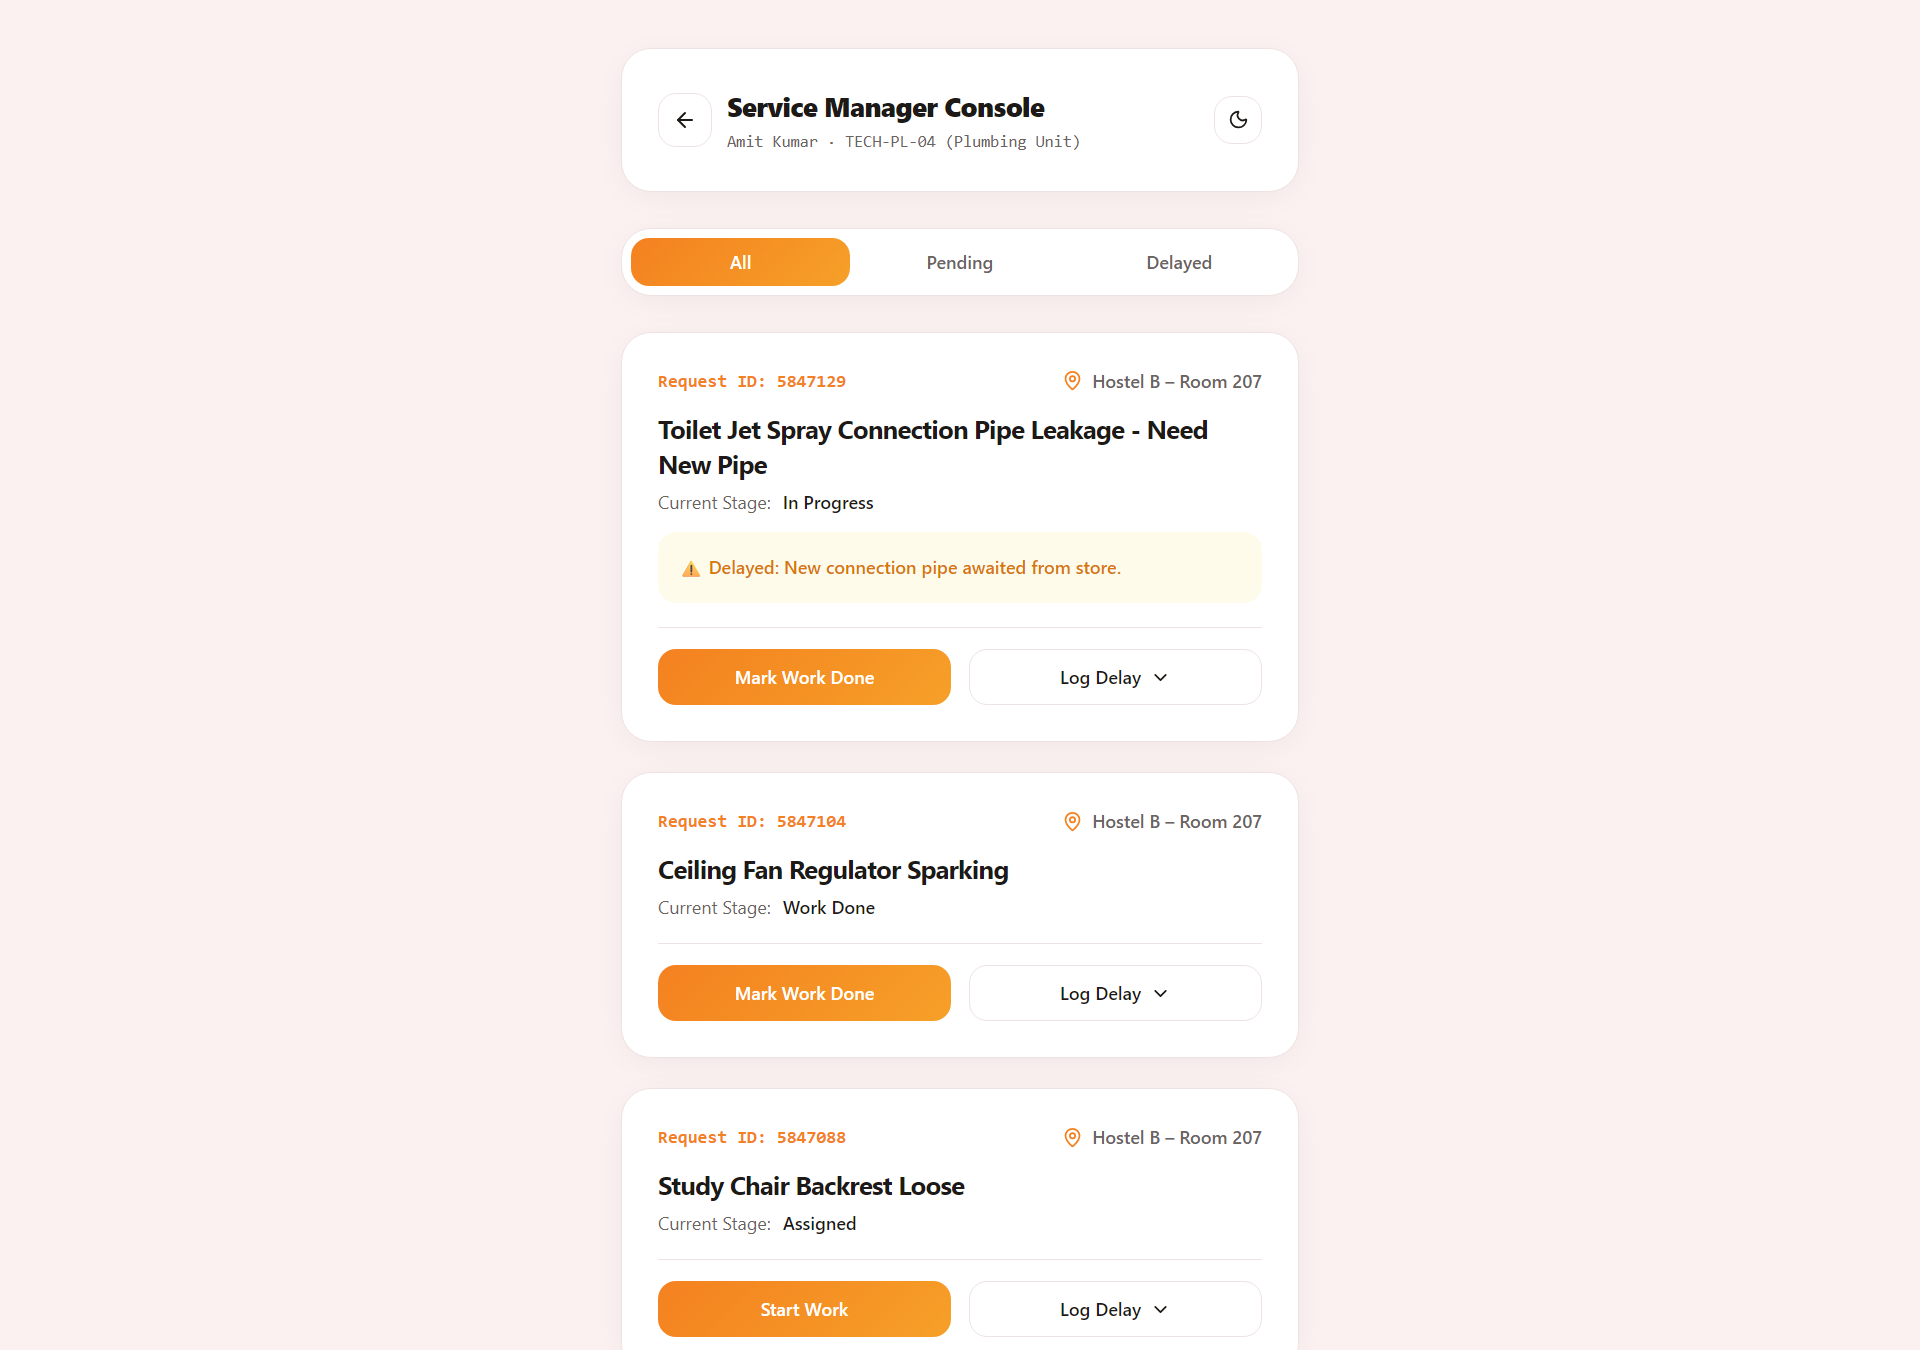 Service Manager Console
Amit Kumar · TECH-PL-04 (Plumbing Unit)
All
Pending
Delayed
Request ID: 5847129
Hostel B – Room 207
Toilet Jet Spray Connection Pipe Leakage - Need
New Pipe
Current Stage: In Progress
⚠ Delayed: New connection pipe awaited from store.
Mark Work Done
Log Delay
Request ID: 5847104
Hostel B – Room 207
Ceiling Fan Regulator Sparking
Current Stage: Work Done
Mark Work Done
Log Delay
Request ID: 5847088
Hostel B – Room 207
Study Chair Backrest Loose
Current Stage: Assigned
Start Work
Log Delay